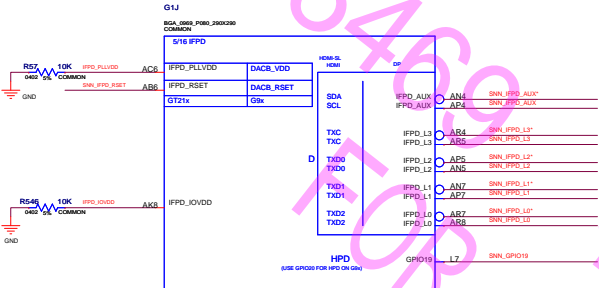 G1J
BGA_0969_P080_290X290
COMMON
5/16 IFPD
HDMI-SL
HDMI
DP
R57 10K IFPD_PLLVDD AC6 IFPD_PLLVDD DACB_VDD
0402 5% COMMON
SNN_IFPD_RSET AB6 IFPD_RSET DACB_RSET
GND
GT21x G9x
SDA IFPD_AUX AN4 SNN_IFPD_AUX*
SCL IFPD_AUX AP4 SNN_IFPD_AUX
TXC IFPD_L3 AR4 SNN_IFPD_L3*
TXC IFPD_L3 AR5 SNN_IFPD_L3
D
TXD0 IFPD_L2 AP5 SNN_IFPD_L2*
TXD0 IFPD_L2 AN5 SNN_IFPD_L2
TXD1 IFPD_L1 AN7 SNN_IFPD_L1*
TXD1 IFPD_L1 AP7 SNN_IFPD_L1
R546 10K IFPD_IOVDD AK8 IFPD_IOVDD
0402 5% COMMON
GND
TXD2 IFPD_L0 AR7 SNN_IFPD_L0*
TXD2 IFPD_L0 AR8 SNN_IFPD_L0
HPD GPIO19 L7 SNN_GPIO19
(USE GPIO20 FOR HPD ON G9x)